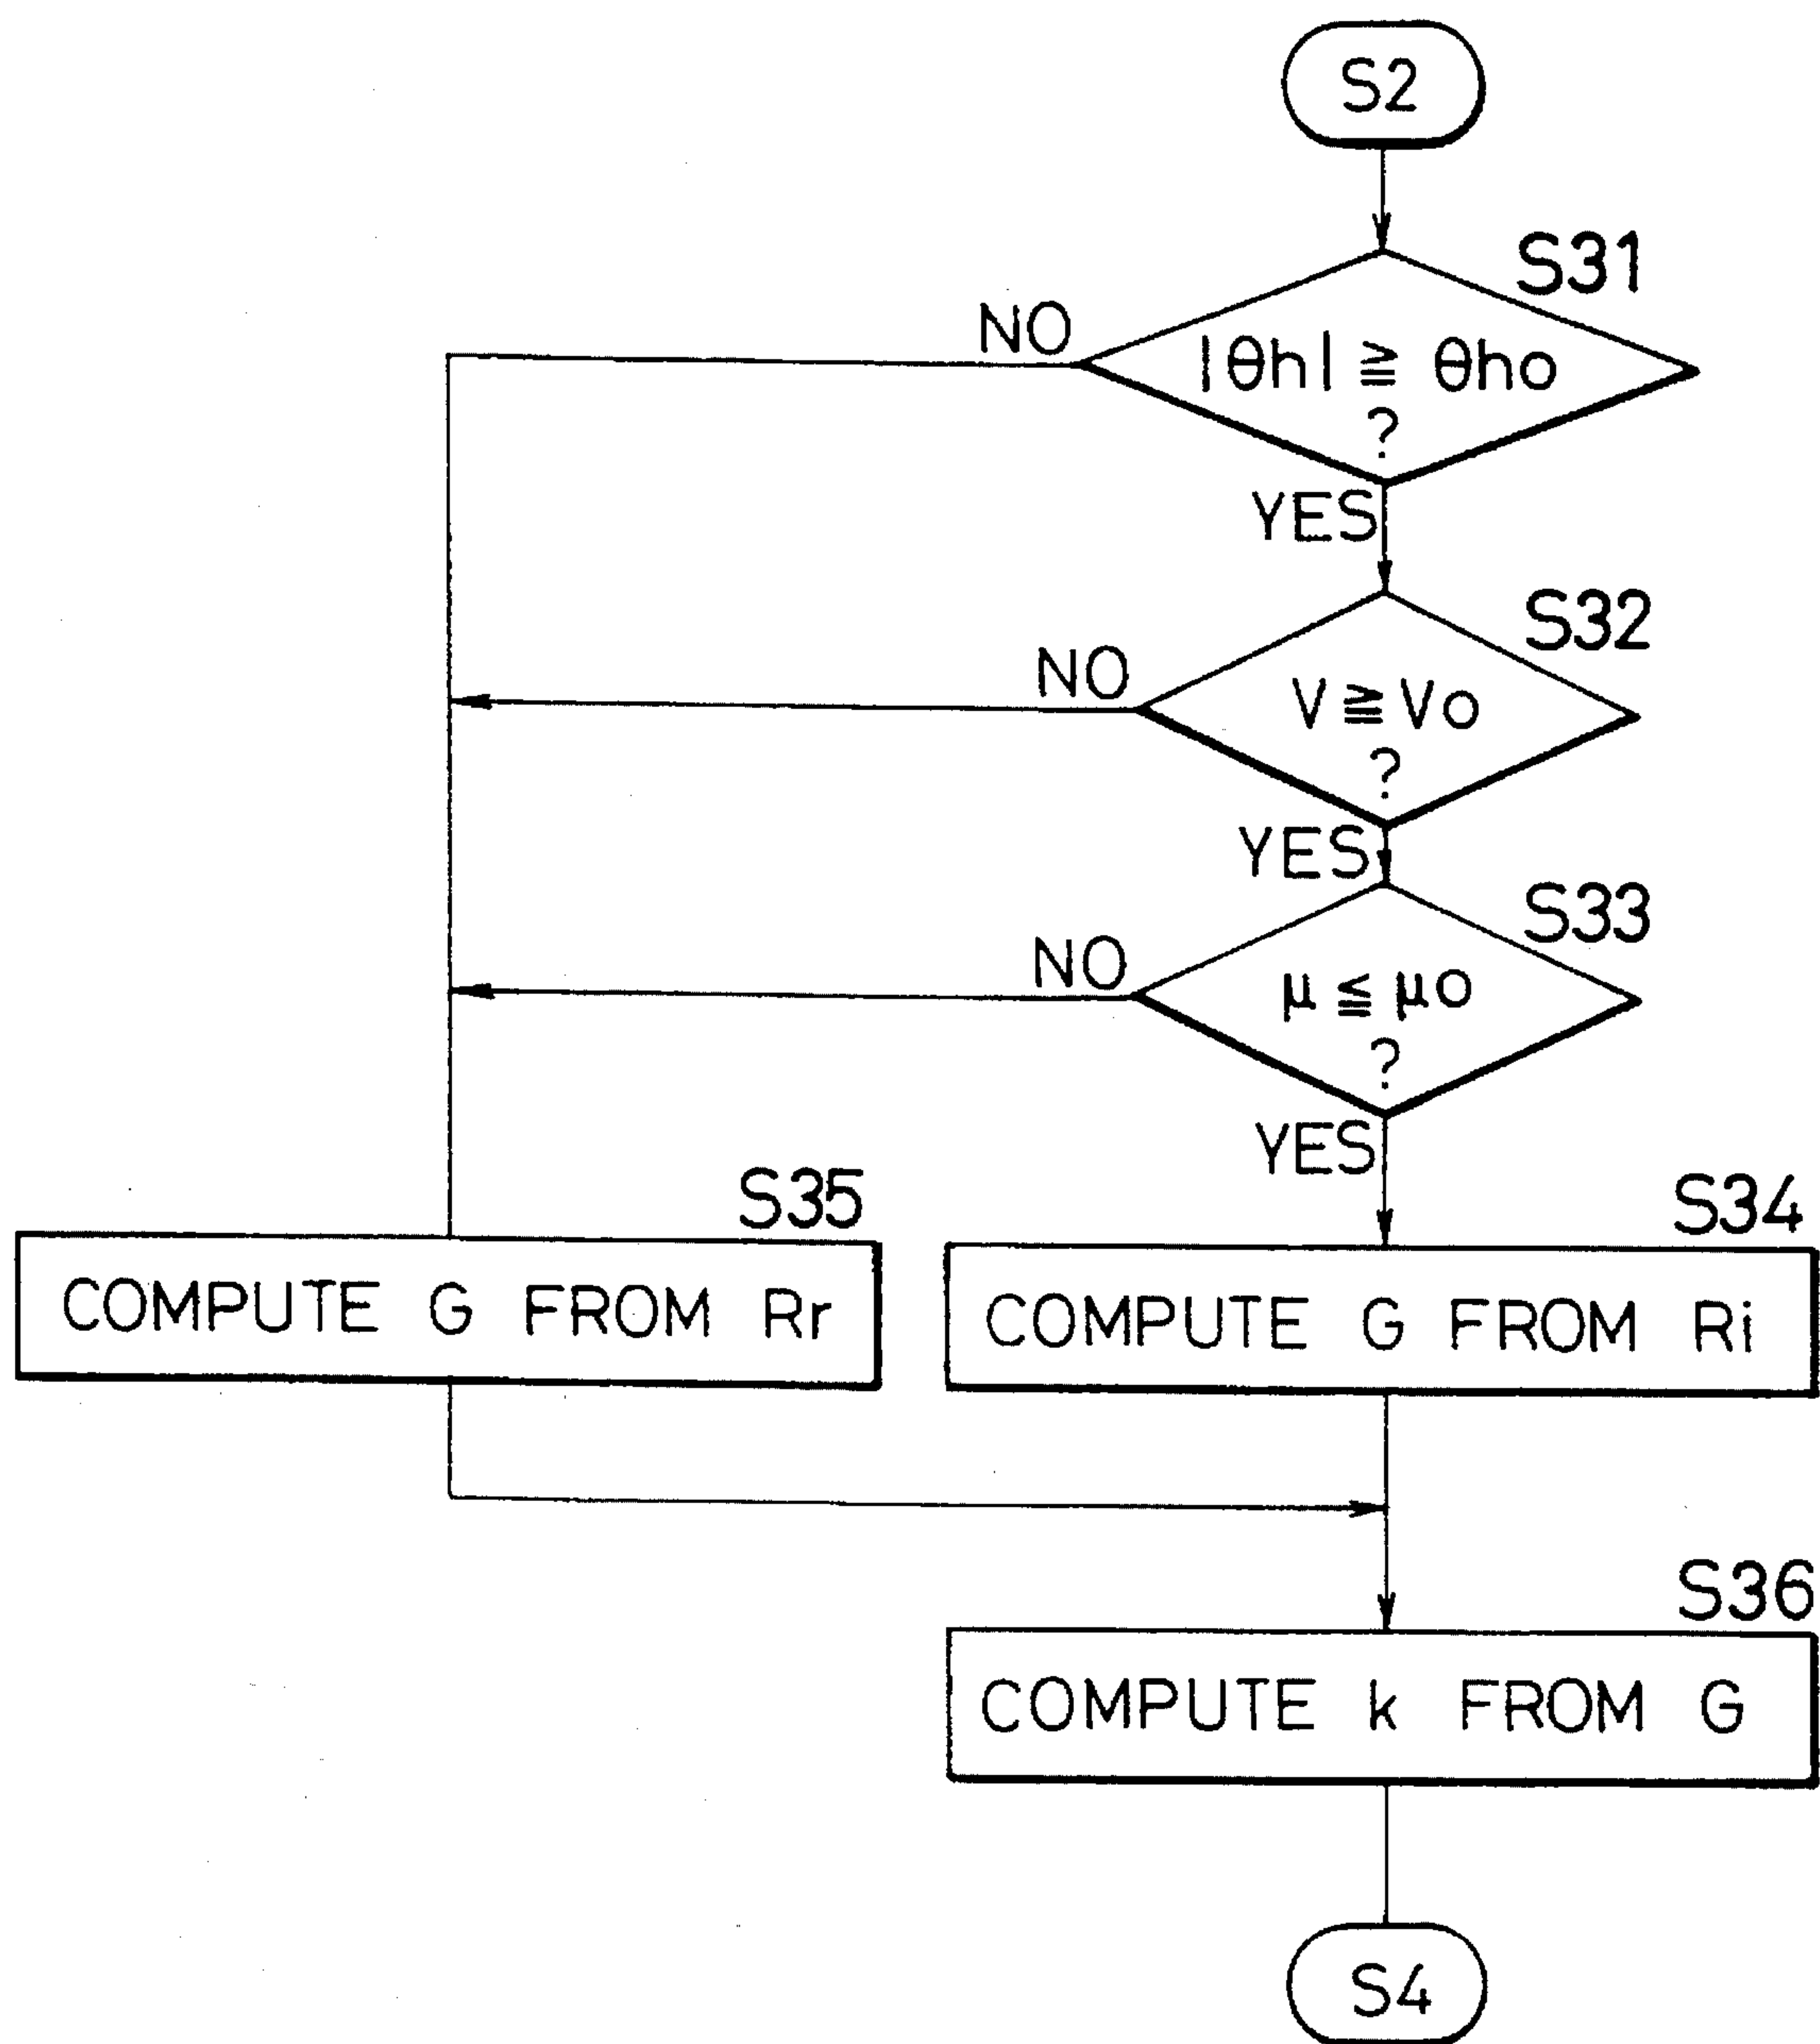 S2
S31
NO
|θh| ≧ θho
?
YES
S32
NO
V ≧ Vo
?
YES
S33
NO
μ ≦ μo
?
YES
S35
S34
COMPUTE G FROM Rr
COMPUTE G FROM Ri
S36
COMPUTE k FROM G
S4